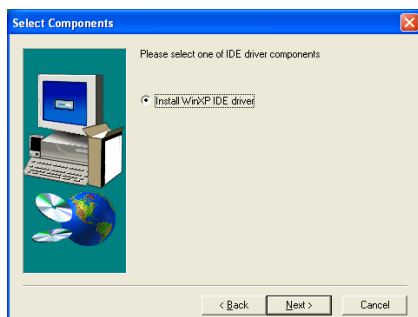 Select Components
Please select one of IDE driver components
Install WinXP IDE driver
< Back
Next >
Cancel